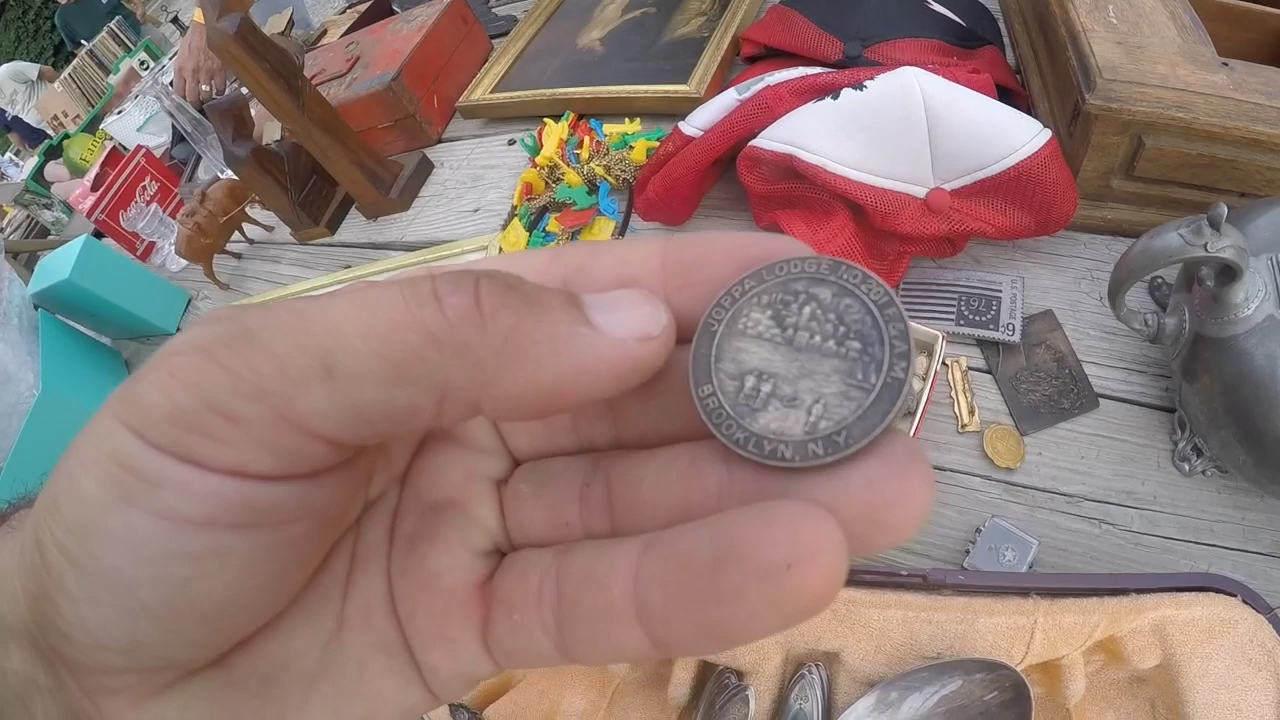 JOPPA LODGE NO. 201 F. & A.M.
BROOKLYN, N. Y.
U.S. POSTAGE
76
6¢
Coca-Cola